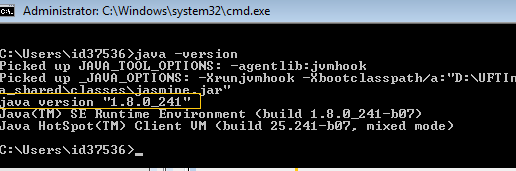 Administrator: C:\Windows\system32\cmd.exe
C:\Users\id37536>java -version
Picked up JAVA_TOOL_OPTIONS: -agentlib:jvmhook
Picked up _JAVA_OPTIONS: -Xrunjvmhook -Xbootclasspath/a:"D:\UFTIn
a_shared\classes\jasmine.jar"
java version "1.8.0_241"
Java(TM) SE Runtime Environment (build 1.8.0_241-b07)
Java HotSpot(TM) Client VM (build 25.241-b07, mixed mode)
C:\Users\id37536>_